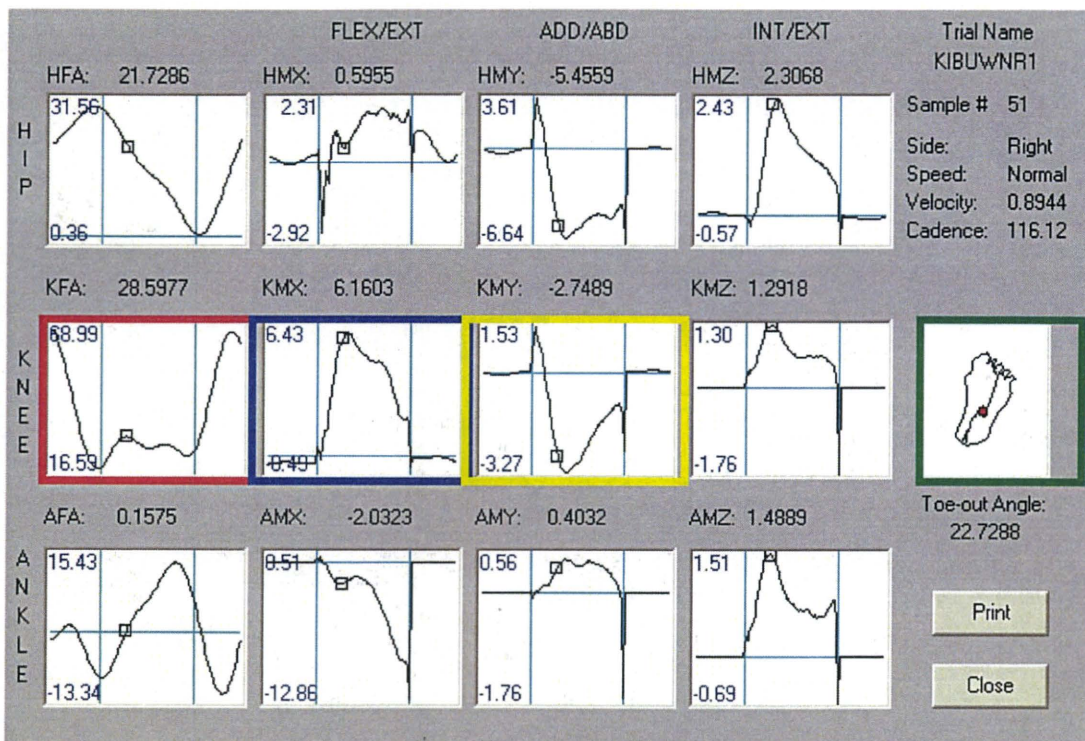 FLEX/EXT ADD/ABD INT/EXT Trial Name
KIBUWNR1
HFA: 21.7286 HMX: 0.5955 HMY: -5.4559 HMZ: 2.3068
31.56 2.31 3.61 2.43 Sample # 51
HIP
Side: Right
Speed: Normal
Velocity: 0.8944
0.36 -2.92 -6.64 -0.57 Cadence: 116.12
KFA: 28.5977 KMX: 6.1603 KMY: -2.7489 KMZ: 1.2918
68.99 6.43 1.53 1.30
KNEE
16.53 -0.49 -3.27 -1.76
AFA: 0.1575 AMX: -2.0323 AMY: 0.4032 AMZ: 1.4889 Toe-out Angle:
22.7288
15.43 0.51 0.56 1.51
ANKLE
Print
-13.34 -12.86 -1.76 -0.69 Close